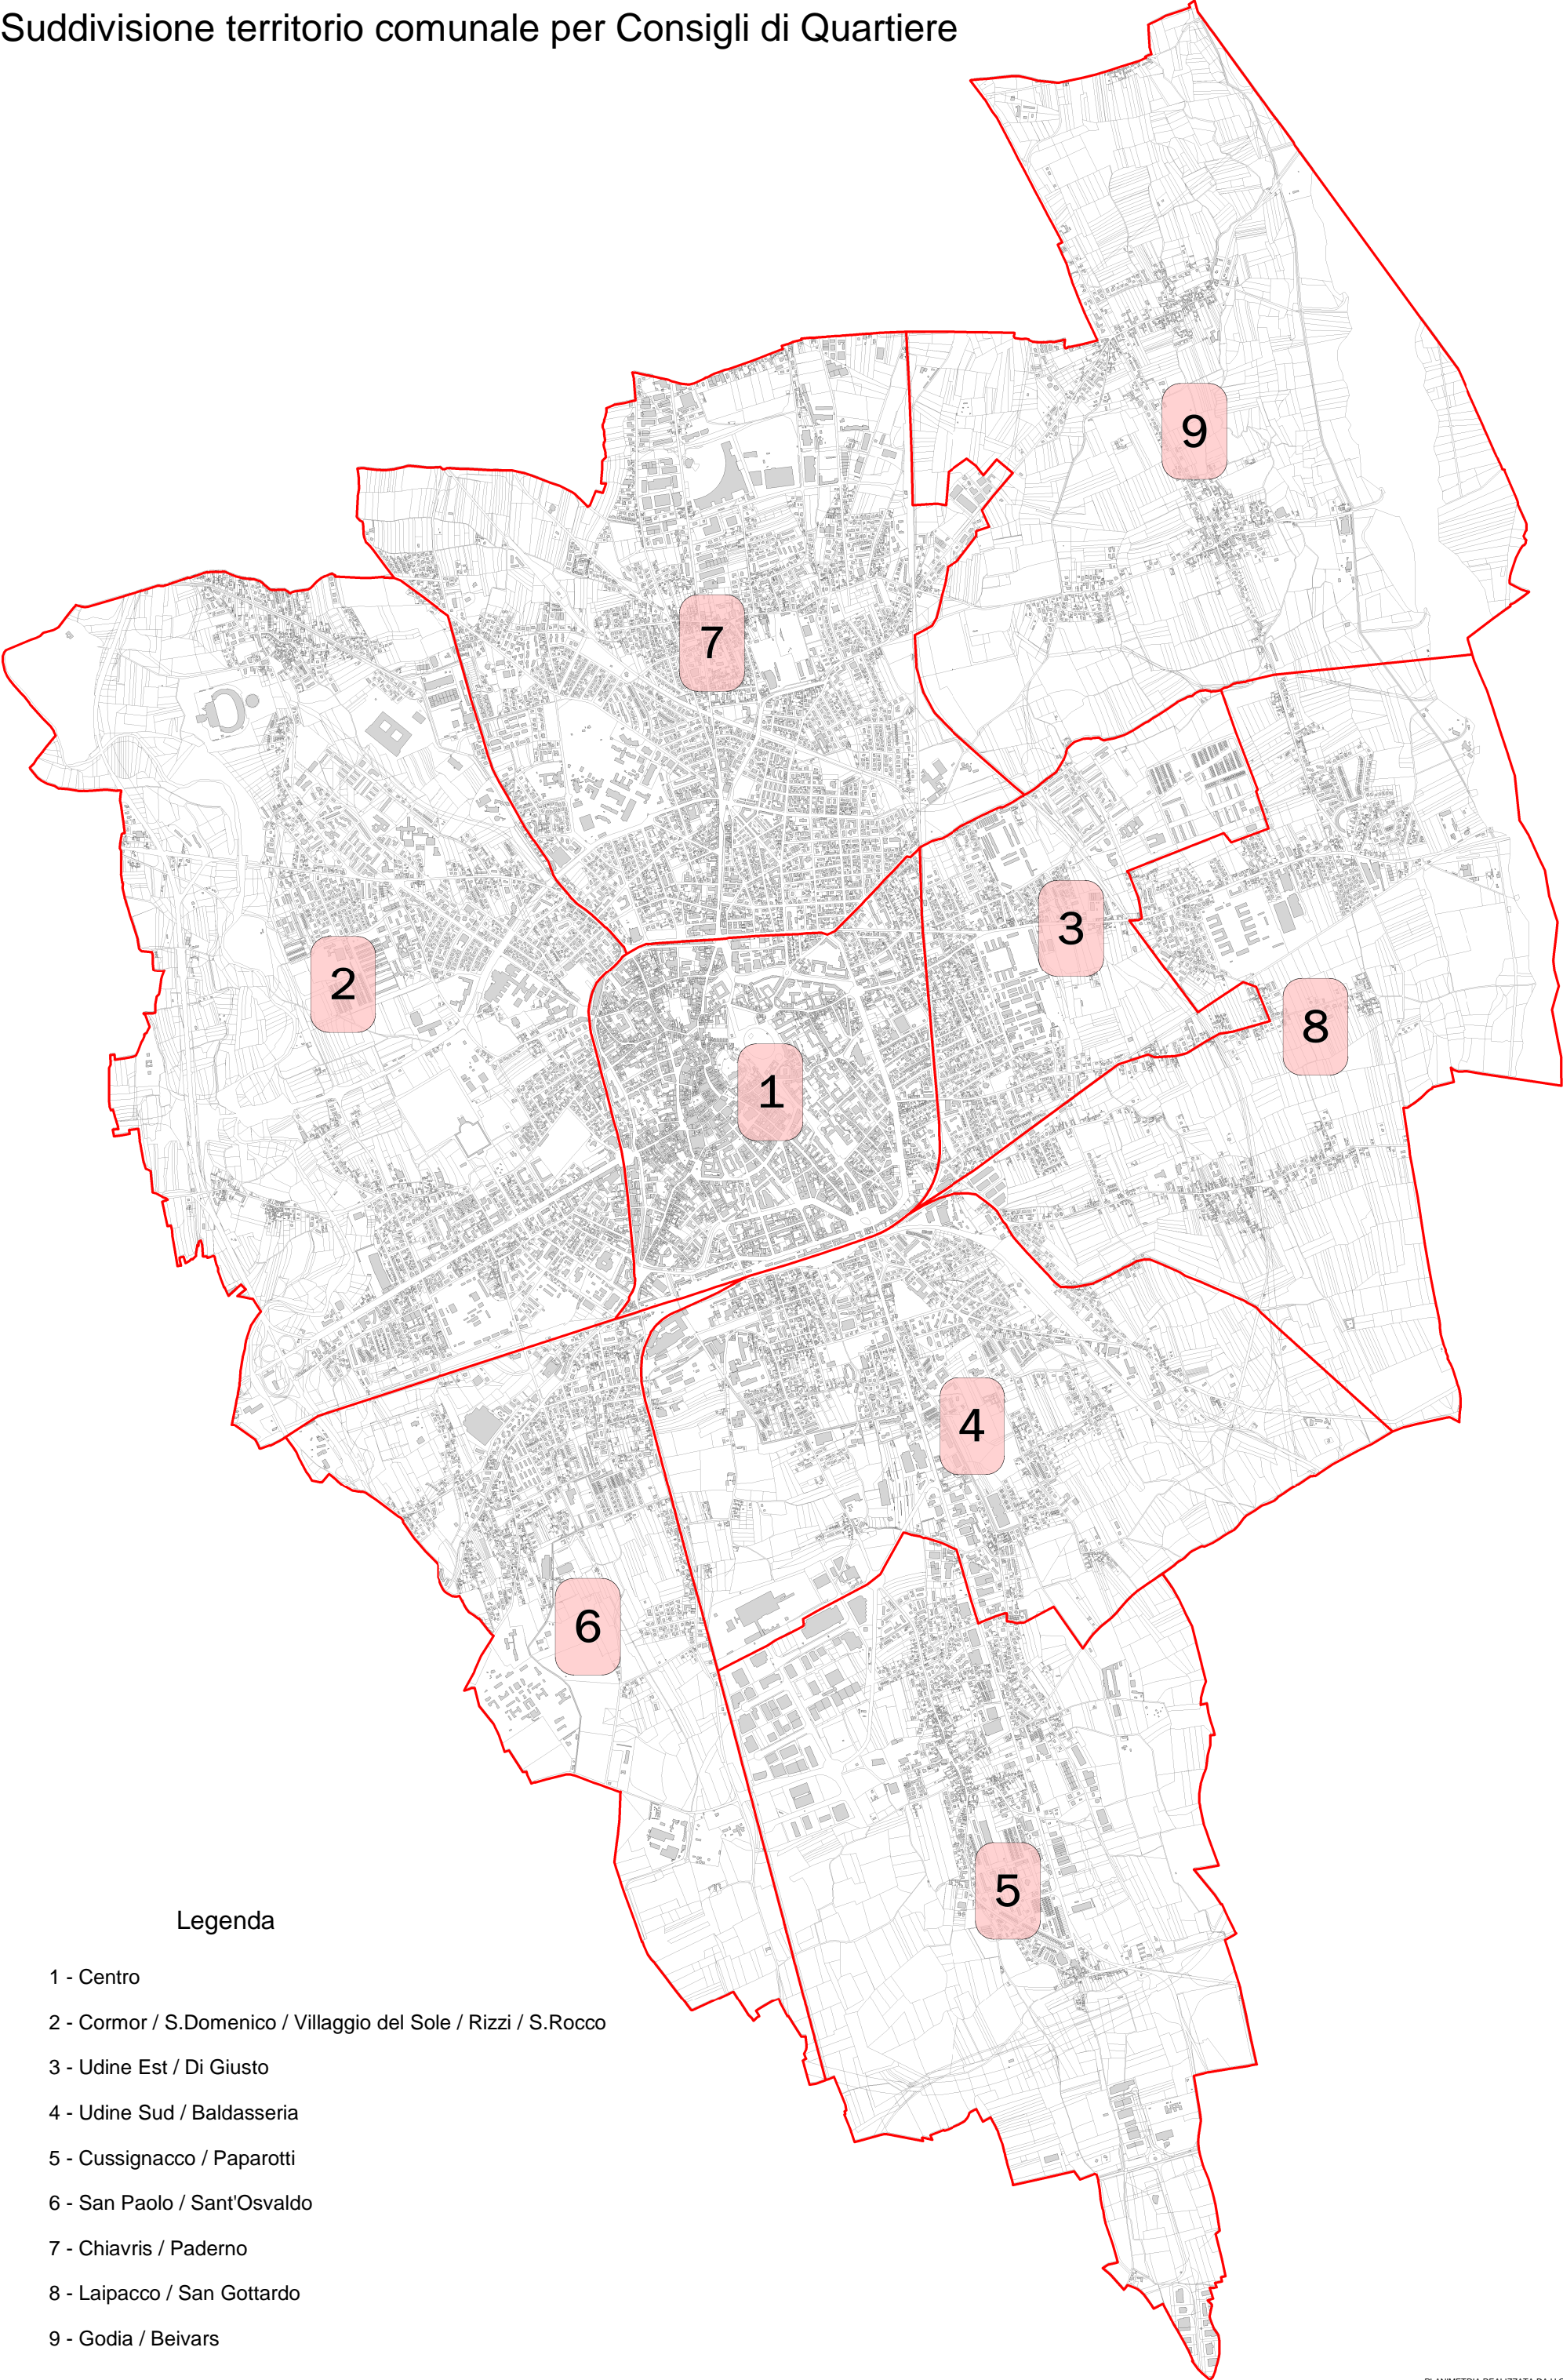 Suddivisione territorio comunale per Consigli di Quartiere
9
7
3
2
8
1
4
6
5
Legenda
1 - Centro
2 - Cormor / S.Domenico / Villaggio del Sole / Rizzi / S.Rocco
3 - Udine Est / Di Giusto
4 - Udine Sud / Baldasseria
5 - Cussignacco / Paparotti
6 - San Paolo / Sant'Osvaldo
7 - Chiavris / Paderno
8 - Laipacco / San Gottardo
9 - Godia / Beivars